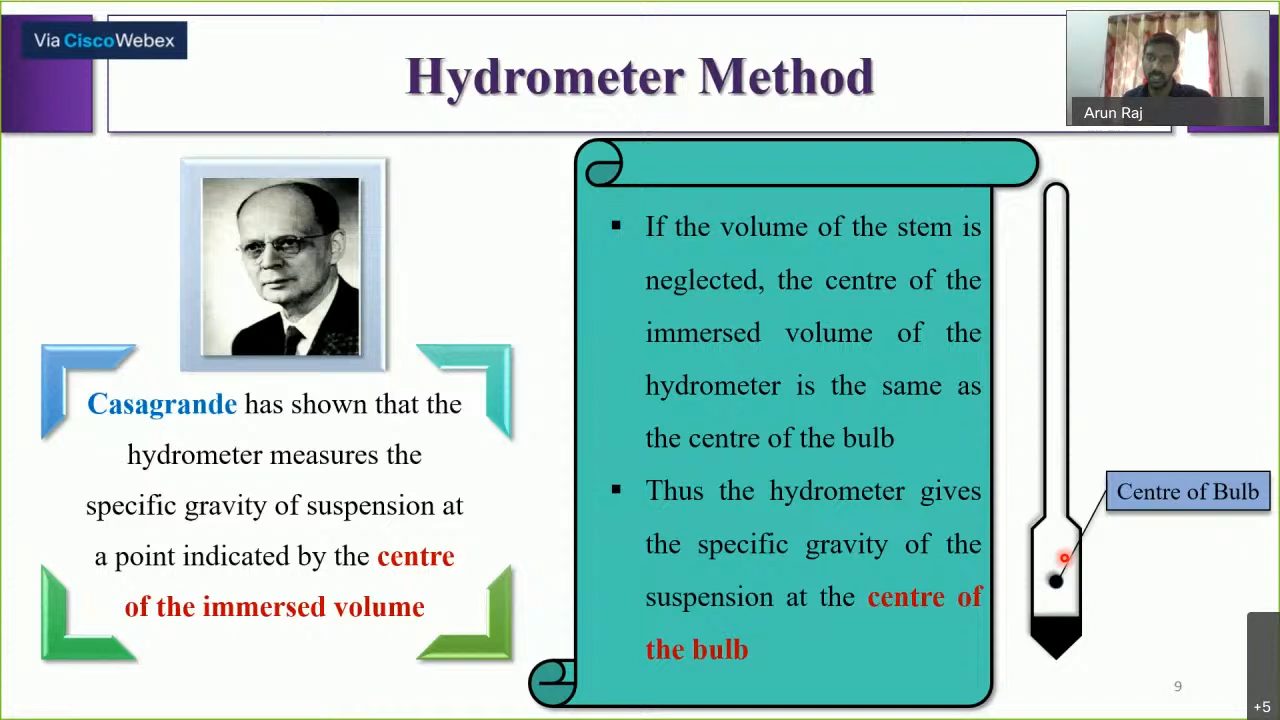 Via CiscoWebex
Hydrometer Method
Arun Raj
Casagrande has shown that the
hydrometer measures the
specific gravity of suspension at
a point indicated by the centre
of the immersed volume
▪ If the volume of the stem is
neglected, the centre of the
immersed volume of the
hydrometer is the same as
the centre of the bulb
▪ Thus the hydrometer gives
the specific gravity of the
suspension at the centre of
the bulb
Centre of Bulb
9
+5